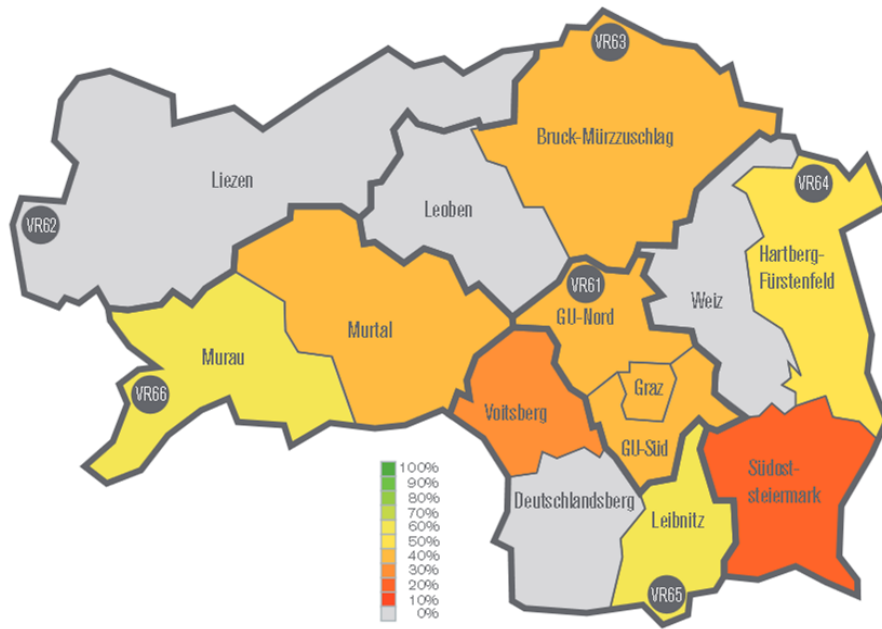 VR63
Bruck-Mürzzuschlag
Liezen
VR64
Leoben
VR62
Hartberg-
Fürstenfeld
VR61
Weiz
GU-Nord
Murtal
Murau
Graz
VR66
Voitsberg
GU-Süd
Südost-
steiermark
100%
90%
80%
70%
60%
50%
40%
30%
20%
10%
0%
Deutschlandsberg
Leibnitz
VR65